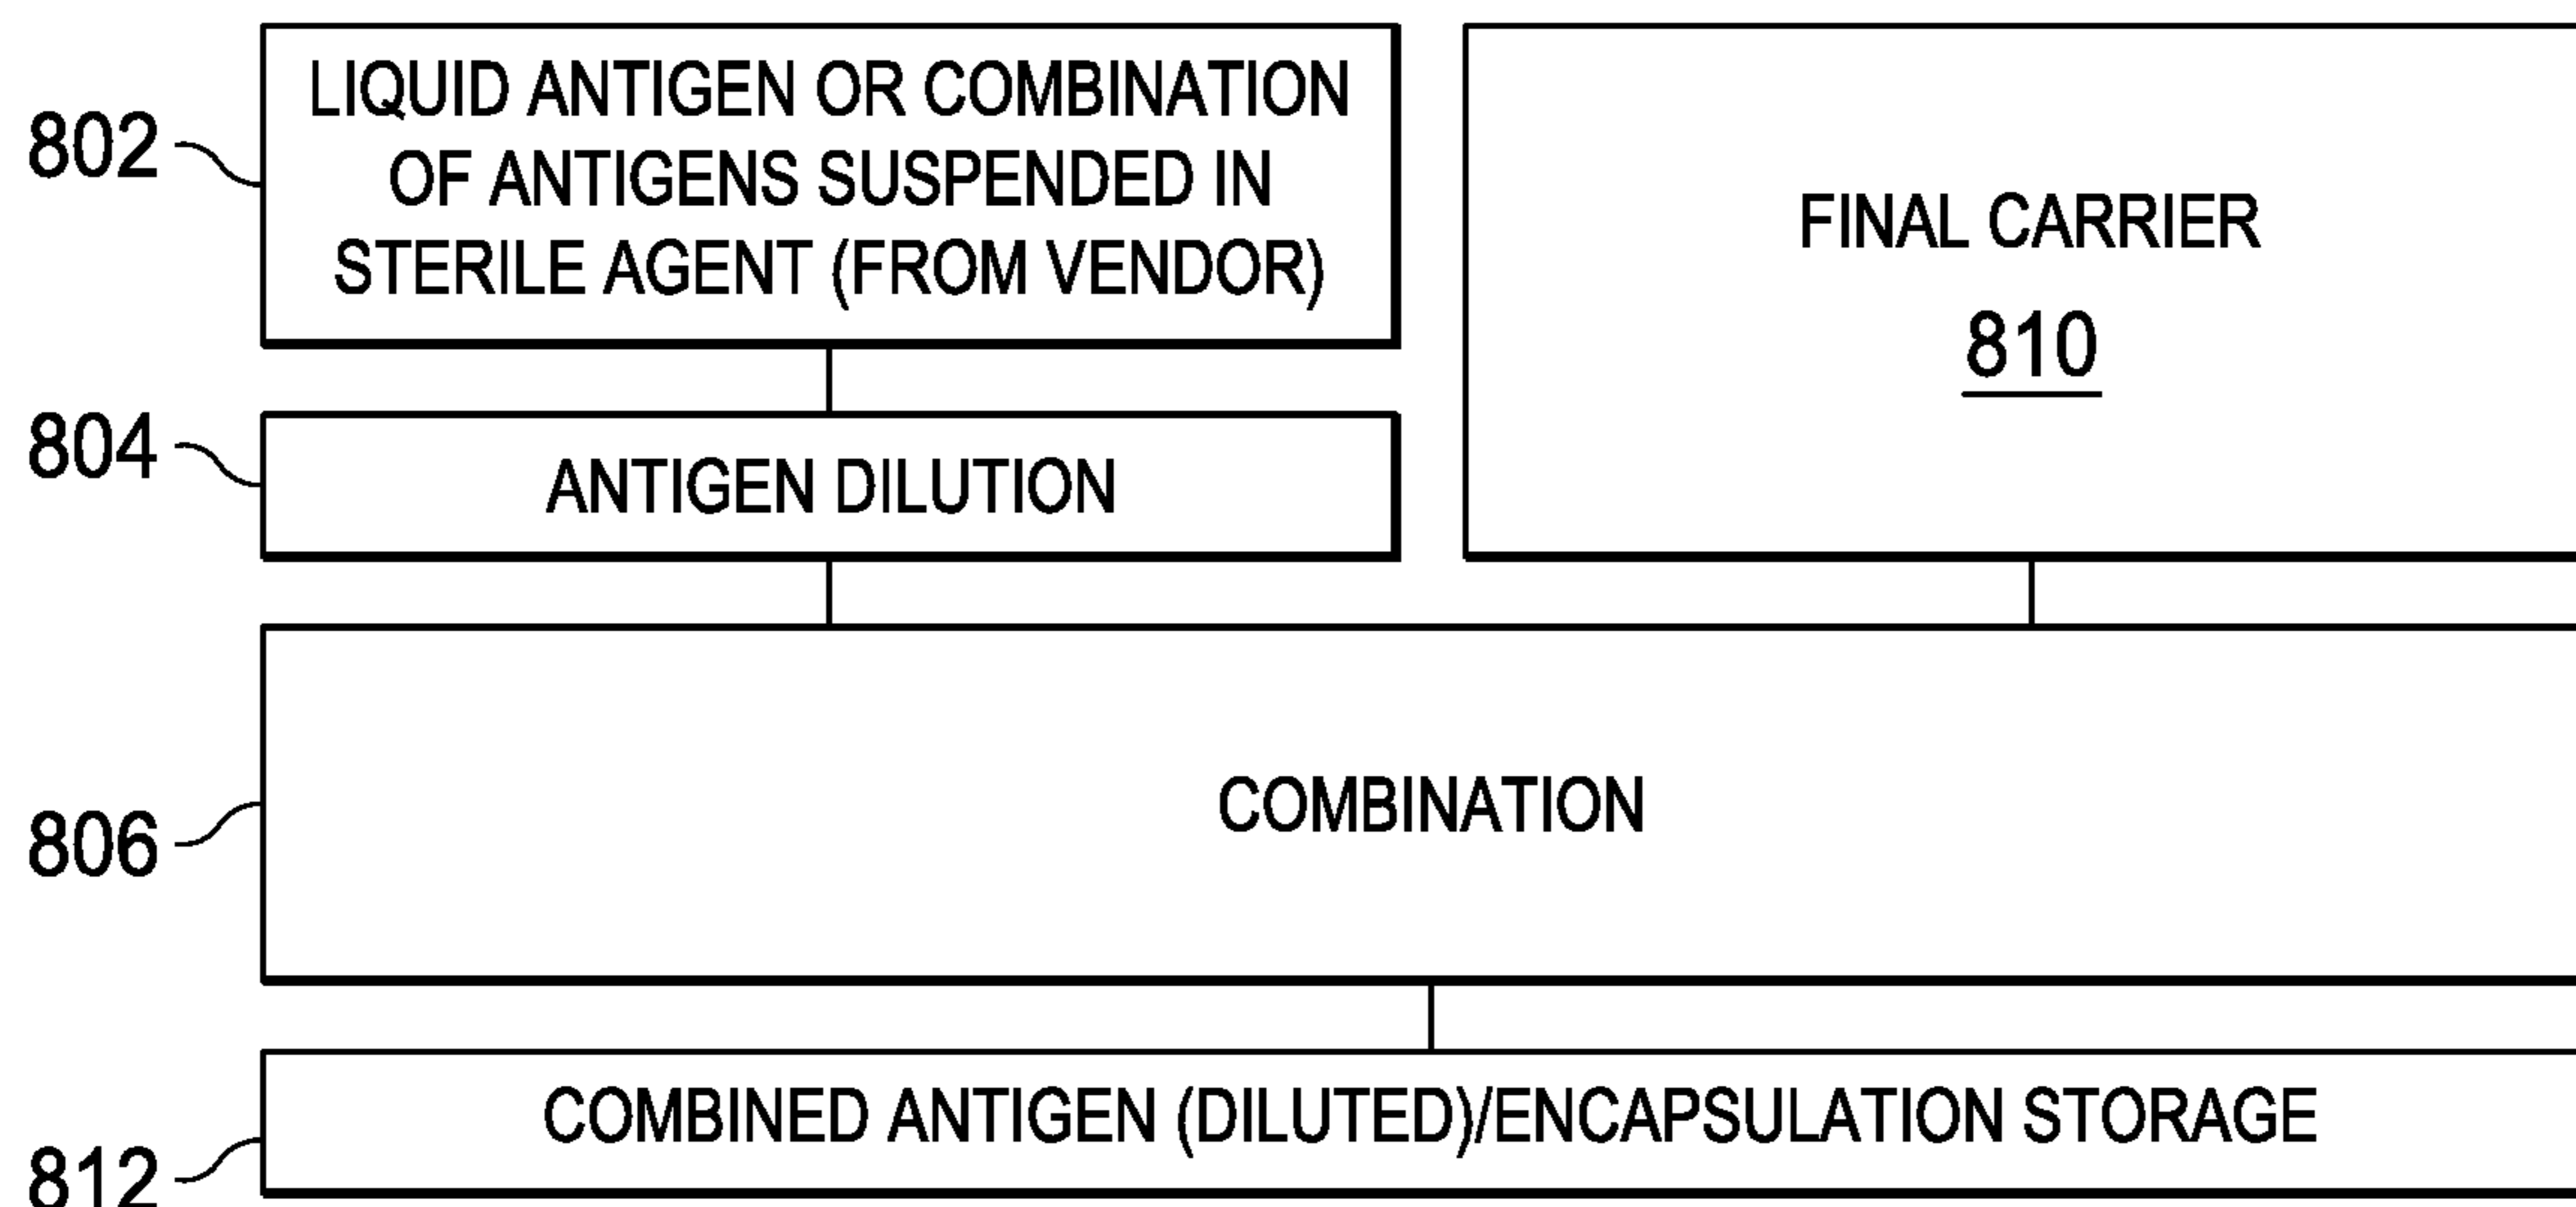 802
LIQUID ANTIGEN OR COMBINATION
OF ANTIGENS SUSPENDED IN
STERILE AGENT (FROM VENDOR)
804
ANTIGEN DILUTION
FINAL CARRIER
810
806
COMBINATION
812
COMBINED ANTIGEN (DILUTED)/ENCAPSULATION STORAGE